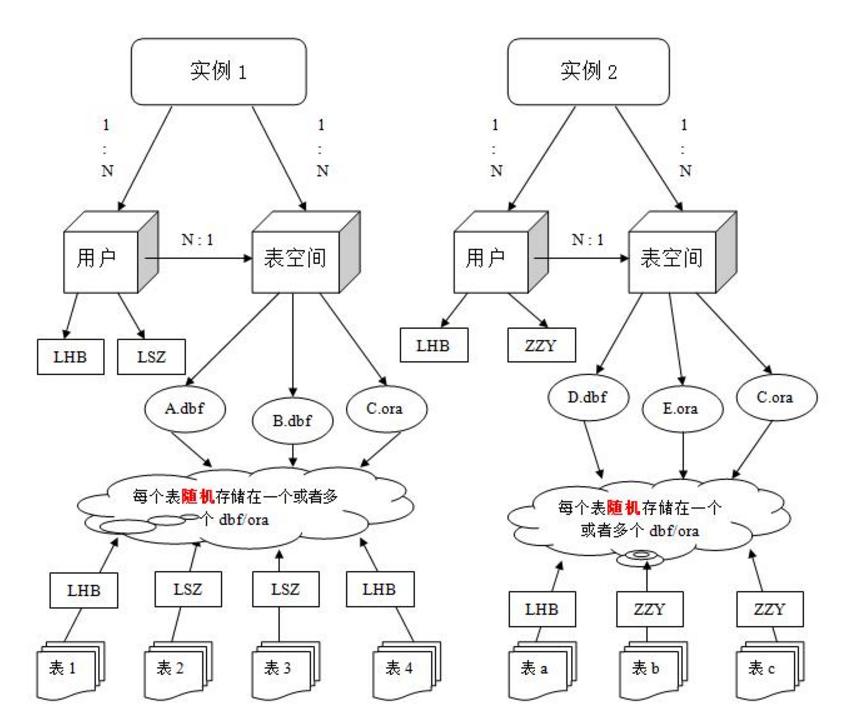 实例 1
实例 2
1
:
N
1
:
N
1
:
N
1
:
N
用户
N : 1
表空间
用户
N : 1
表空间
LHB
LSZ
LHB
ZZY
A.dbf
B.dbf
C.ora
D.dbf
E.ora
C.ora
每个表随机存储在一个或者多
个 dbf/ora
每个表随机存储在一个
或者多个 dbf/ora
LHB
LSZ
LSZ
LHB
LHB
ZZY
ZZY
表 1
表 2
表 3
表 4
表 a
表 b
表 c